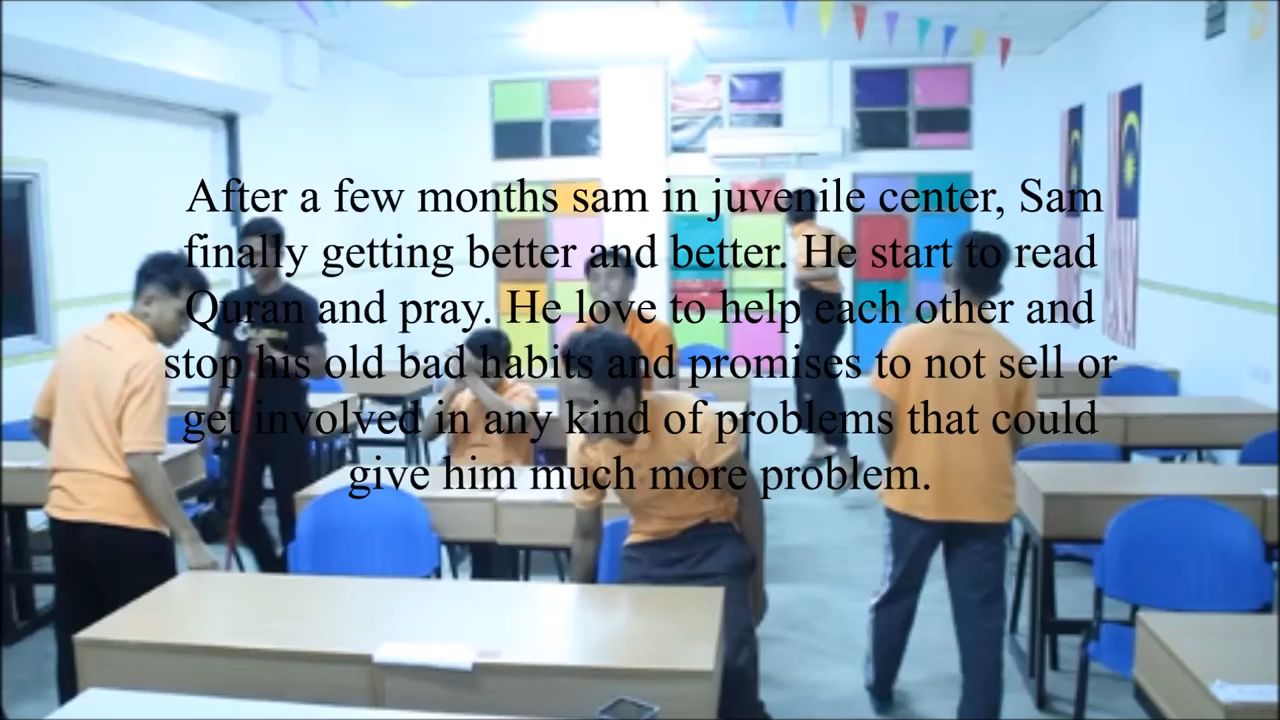 After a few months sam in juvenile center, Sam
finally getting better and better. He start to read
Quran and pray. He love to help each other and
stop his old bad habits and promises to not sell or
get involved in any kind of problems that could
give him much more problem.